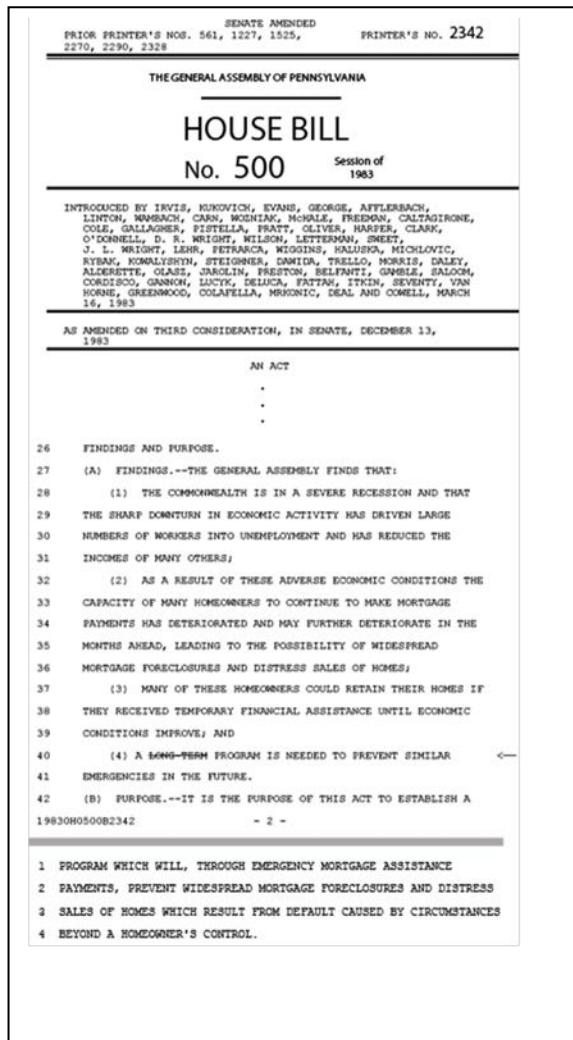 SENATE AMENDED
PRIOR PRINTER'S NOS. 561, 1227, 1525, PRINTER'S NO. 2342
2270, 2290, 2328
THE GENERAL ASSEMBLY OF PENNSYLVANIA
HOUSE BILL
No. 500 Session of
1983
INTRODUCED BY IRVIS, KUKOVICH, EVANS, GEORGE, AFFLERBACH,
LINTON, WAMBACH, CARN, WOZNIAK, McHALE, FREEMAN, CALTAGIRONE,
COLE, GALLAGHER, PISTELLA, PRATT, OLIVER, HARPER, CLARK,
O'DONNELL, D. R. WRIGHT, WILSON, LETTERMAN, SWEET,
J. L. WRIGHT, LEHR, PETRARCA, WIGGINS, HALUSKA, MICHLOVIC,
RYBAK, KOWALYSHYN, STEIGHNER, DAWIDA, TRELLO, MORRIS, DALEY,
ALDERETTE, OLASZ, JAROLIN, PRESTON, BELFANTI, GAMBLE, SALOOM,
CORDISCO, GANNON, LUCYK, DELUCA, FATTAH, ITKIN, SEVENTY, VAN
HORNE, GREENWOOD, COLAFELLA, MRKONIC, DEAL AND COWELL, MARCH
16, 1983
AS AMENDED ON THIRD CONSIDERATION, IN SENATE, DECEMBER 13,
1983
AN ACT
.
.
.
26 FINDINGS AND PURPOSE.
27 (A) FINDINGS.--THE GENERAL ASSEMBLY FINDS THAT:
28 (1) THE COMMONWEALTH IS IN A SEVERE RECESSION AND THAT
29 THE SHARP DOWNTURN IN ECONOMIC ACTIVITY HAS DRIVEN LARGE
30 NUMBERS OF WORKERS INTO UNEMPLOYMENT AND HAS REDUCED THE
31 INCOMES OF MANY OTHERS;
32 (2) AS A RESULT OF THESE ADVERSE ECONOMIC CONDITIONS THE
33 CAPACITY OF MANY HOMEOWNERS TO CONTINUE TO MAKE MORTGAGE
34 PAYMENTS HAS DETERIORATED AND MAY FURTHER DETERIORATE IN THE
35 MONTHS AHEAD, LEADING TO THE POSSIBILITY OF WIDESPREAD
36 MORTGAGE FORECLOSURES AND DISTRESS SALES OF HOMES;
37 (3) MANY OF THESE HOMEOWNERS COULD RETAIN THEIR HOMES IF
38 THEY RECEIVED TEMPORARY FINANCIAL ASSISTANCE UNTIL ECONOMIC
39 CONDITIONS IMPROVE; AND
40 (4) A LONG-TERM PROGRAM IS NEEDED TO PREVENT SIMILAR <—
41 EMERGENCIES IN THE FUTURE.
42 (B) PURPOSE.--IT IS THE PURPOSE OF THIS ACT TO ESTABLISH A
19830H0500B2342 - 2 -
1 PROGRAM WHICH WILL, THROUGH EMERGENCY MORTGAGE ASSISTANCE
2 PAYMENTS, PREVENT WIDESPREAD MORTGAGE FORECLOSURES AND DISTRESS
3 SALES OF HOMES WHICH RESULT FROM DEFAULT CAUSED BY CIRCUMSTANCES
4 BEYOND A HOMEOWNER'S CONTROL.